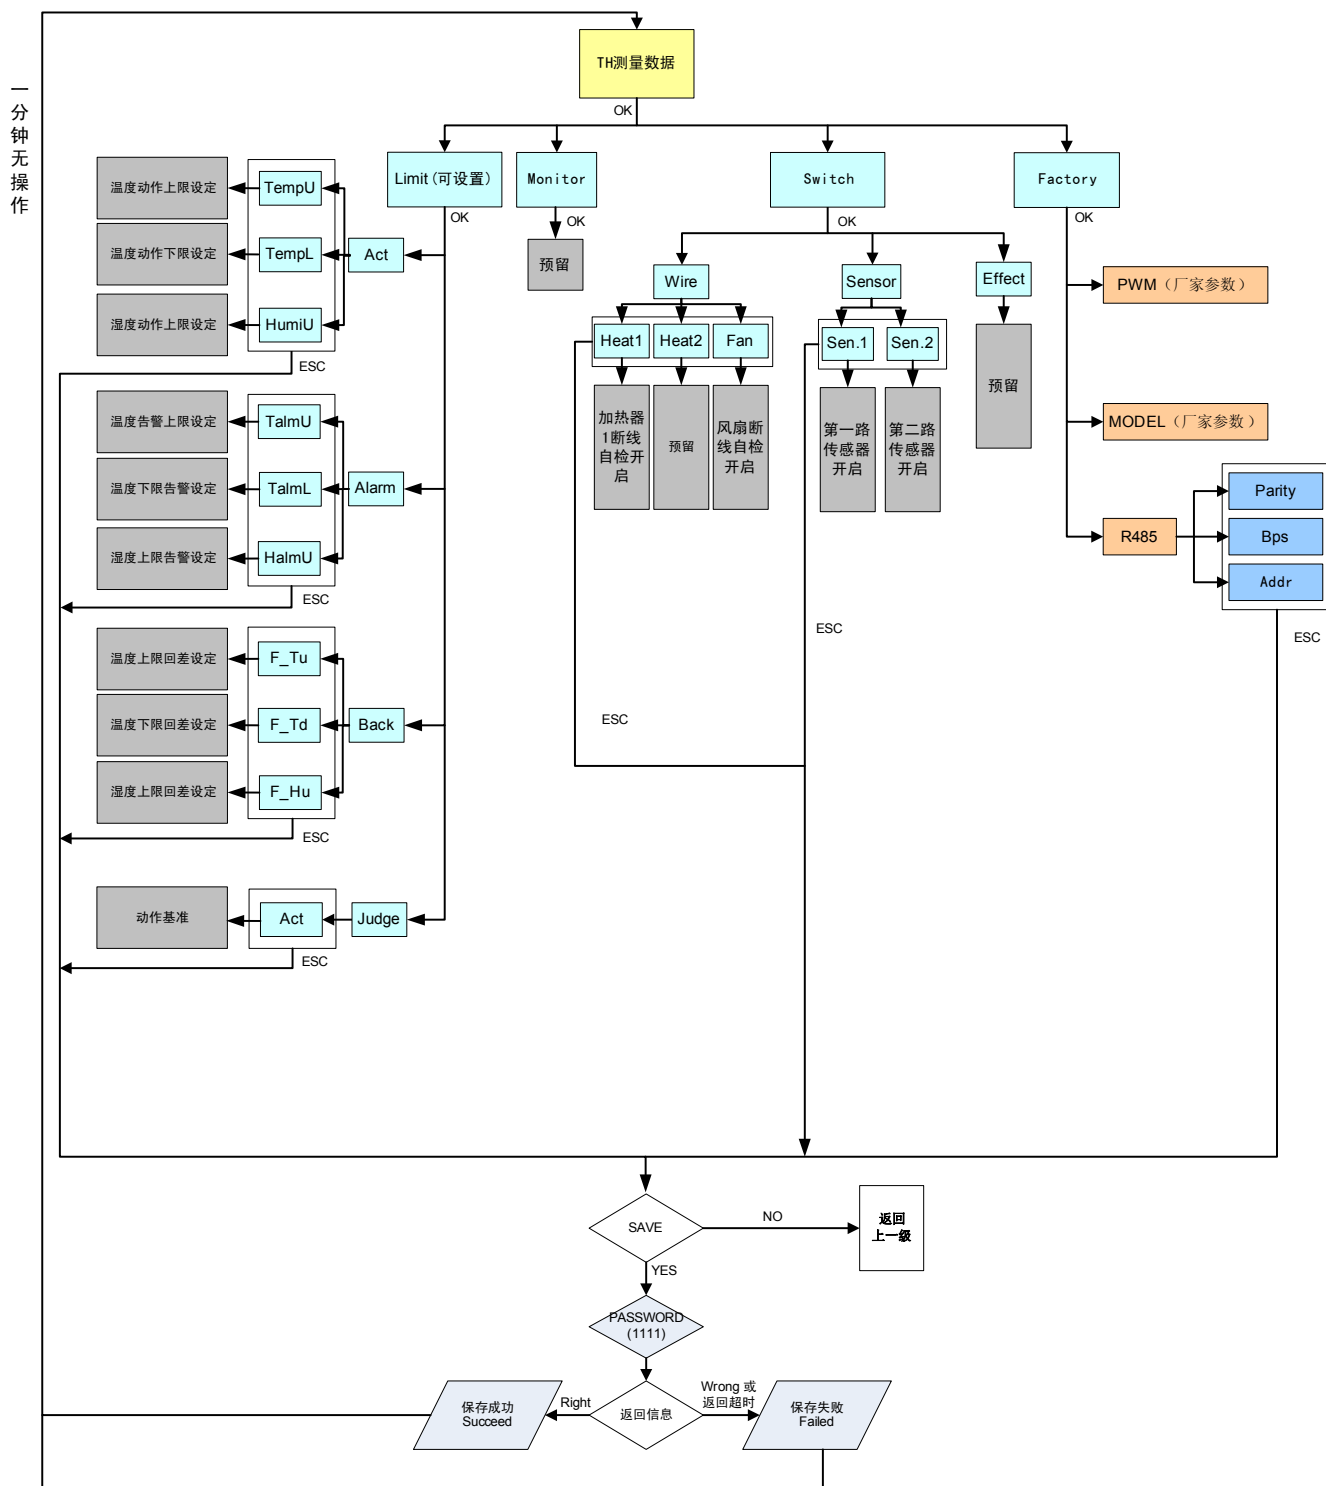 TH测量数据
OK
一分钟无操作
Limit(可设置)
OK
Monitor
OK
预留
Switch
OK
Factory
OK
温度动作上限设定
TempU
温度动作下限设定
TempL
Act
湿度动作上限设定
HumiU
ESC
温度告警上限设定
TalmU
温度下限告警设定
TalmL
Alarm
湿度上限告警设定
HalmU
ESC
温度上限回差设定
F_Tu
温度下限回差设定
F_Td
Back
湿度上限回差设定
F_Hu
ESC
动作基准
Act
Judge
ESC
Wire
Heat1
Heat2
Fan
加热器
1断线
自检开
启
预留
风扇断
线自检
开启
ESC
Sensor
Sen.1
Sen.2
第一路
传感器
开启
第二路
传感器
开启
ESC
Effect
预留
PWM（厂家参数）
MODEL（厂家参数）
R485
Parity
Bps
Addr
ESC
SAVE
NO
返回
上一级
YES
PASSWORD
(1111)
返回信息
Right
保存成功
Succeed
Wrong 或
返回超时
保存失败
Failed